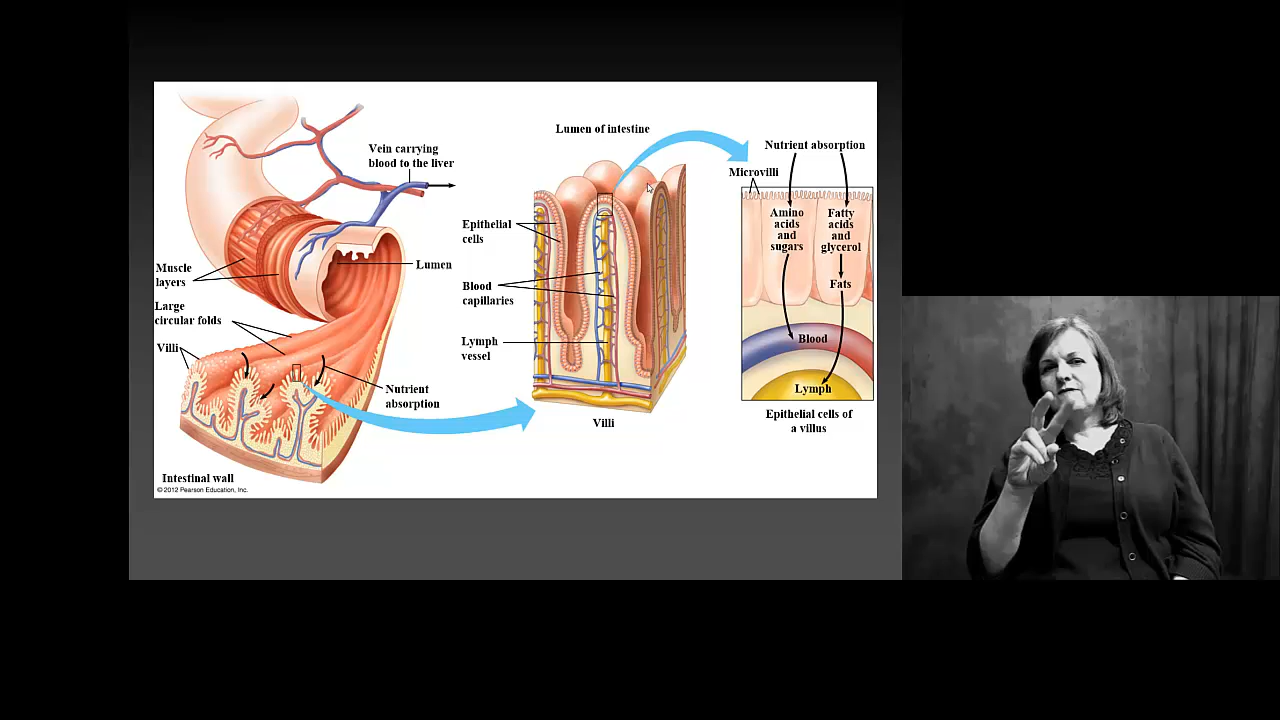 Vein carrying
blood to the liver
Lumen
Muscle
layers
Large
circular folds
Villi
Nutrient
absorption
Intestinal wall
© 2012 Pearson Education, Inc.
Lumen of intestine
Epithelial
cells
Blood
capillaries
Lymph
vessel
Villi
Nutrient absorption
Microvilli
Amino
acids
and
sugars
Fatty
acids
and
glycerol
Fats
Blood
Lymph
Epithelial cells of
a villus